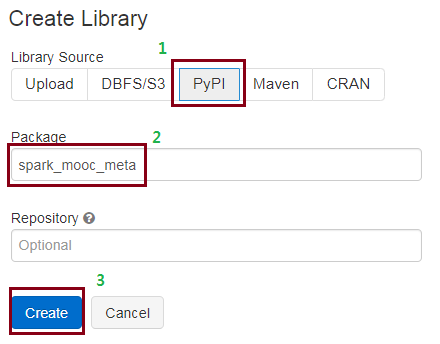 Create Library
Library Source
1
Upload DBFS/S3 PyPI Maven CRAN
Package
2
spark_mooc_meta
Repository ?
Optional
3
Create Cancel